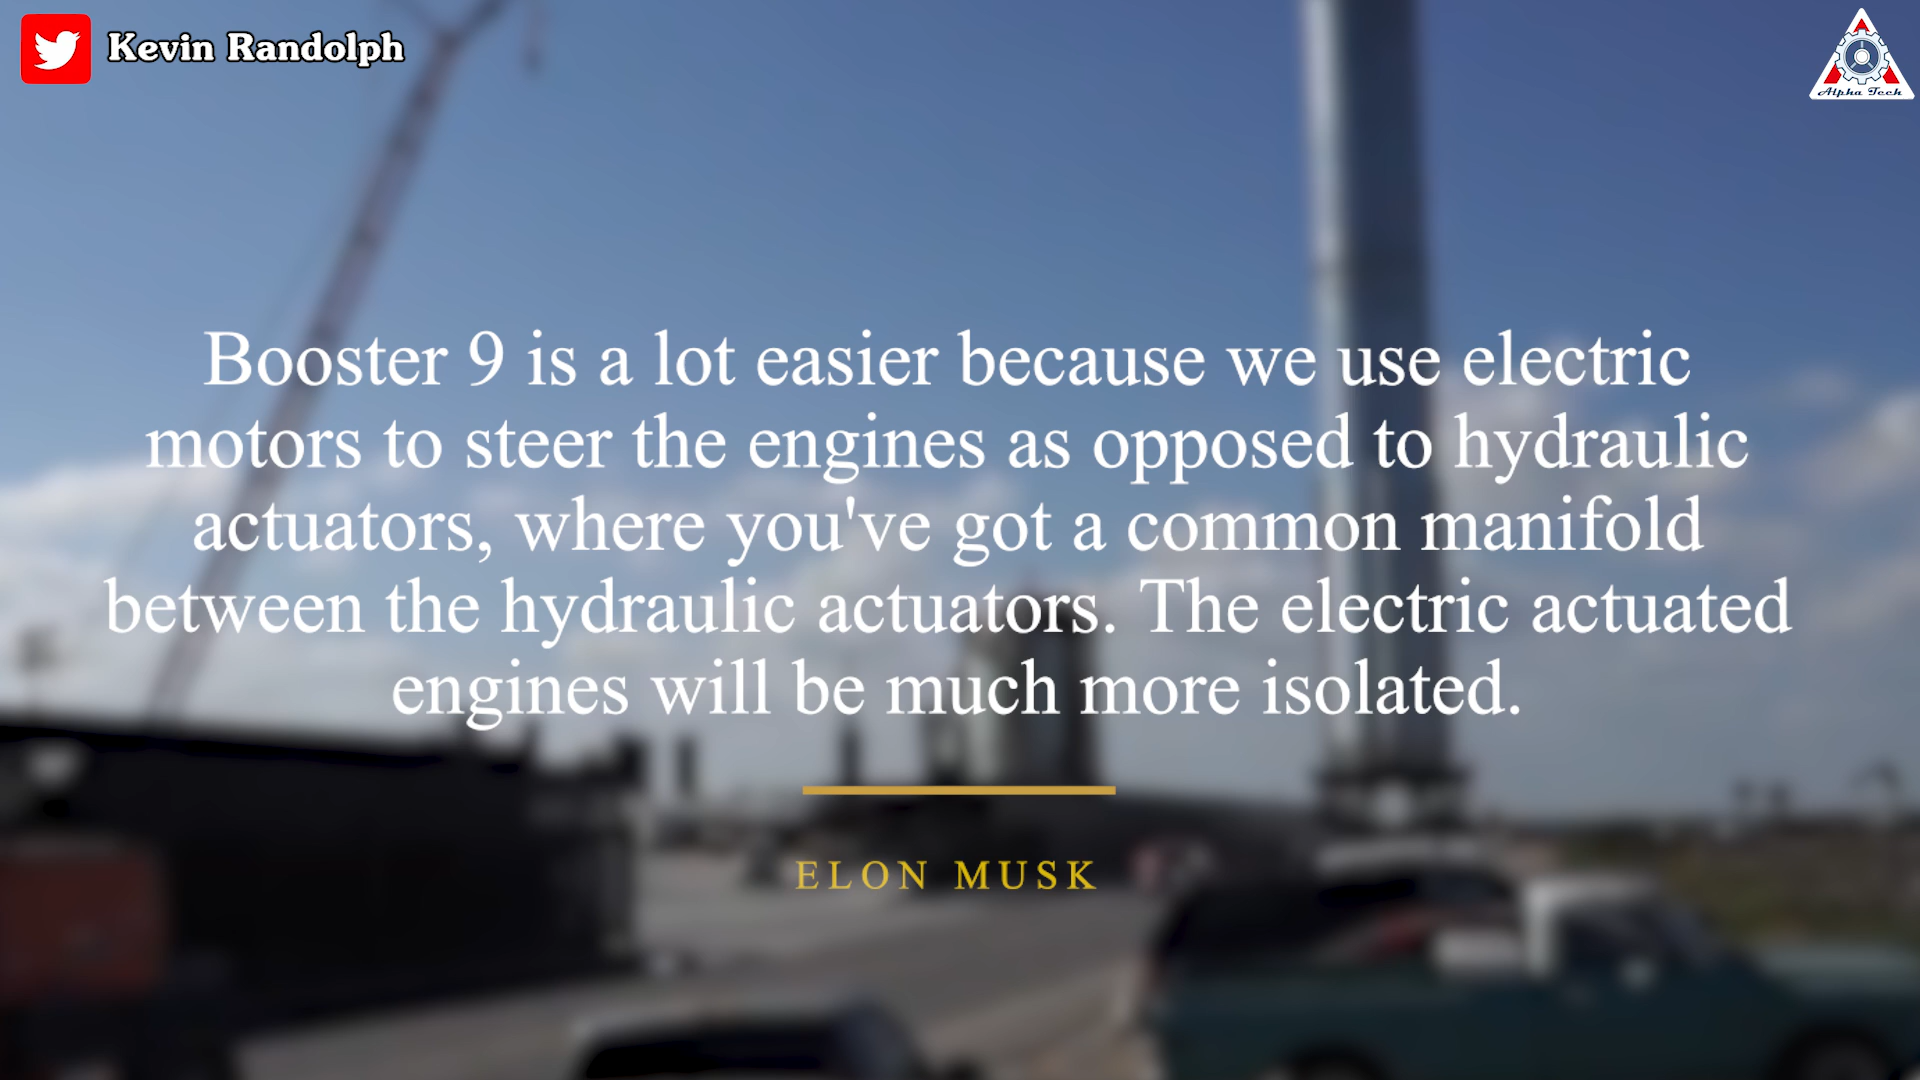 Kevin Randolph
Alpha Tech
Booster 9 is a lot easier because we use electric
motors to steer the engines as opposed to hydraulic
actuators, where you've got a common manifold
between the hydraulic actuators. The electric actuated
engines will be much more isolated.
ELON MUSK